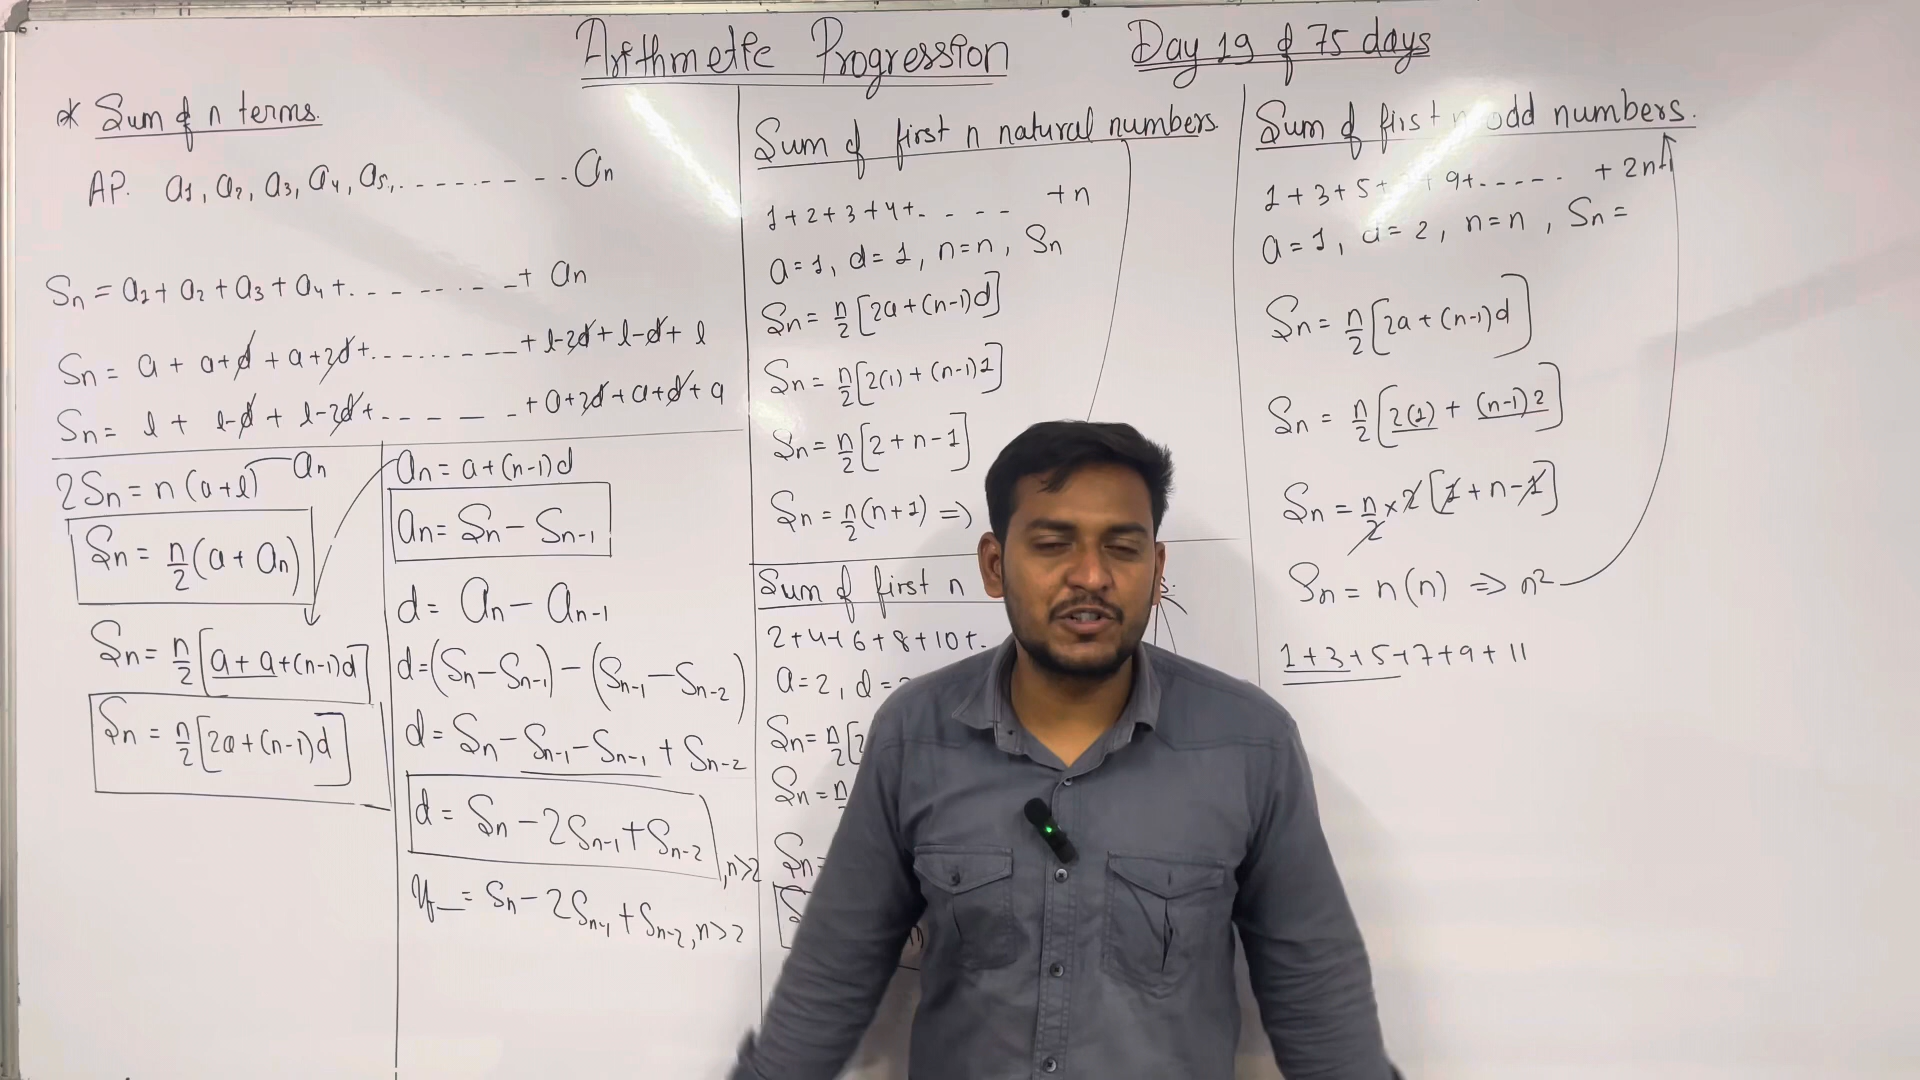 Arithmetic Progression
Day 19 of 75 days
* Sum of n terms.
AP. a1, a2, a3, a4, a5, - - - - - - - - an
Sn = a1 + a2 + a3 + a4 + - - - - - - - + an
Sn = a + a+d + a+2d + - - - - - - - + l-2d + l-d + l
Sn = l + l-d + l-2d + - - - - - + a+2d + a+d + a
2Sn = n(a+l) an
Sn = n/2 (a + an)
Sn = n/2 [a + a + (n-1)d]
Sn = n/2 [2a + (n-1)d]
an = a + (n-1)d
an = Sn - Sn-1
d = an - an-1
d = (Sn - Sn-1) - (Sn-1 - Sn-2)
d = Sn - Sn-1 - Sn-1 + Sn-2
d = Sn - 2Sn-1 + Sn-2, n>2
= Sn - 2Sn-1 + Sn-2, n>2
Sum of first n natural numbers.
1 + 2 + 3 + 4 + - - - - + n
a = 1, d = 1, n = n, Sn
Sn = n/2 [2a + (n-1)d]
Sn = n/2 [2(1) + (n-1)1]
Sn = n/2 [2 + n - 1]
Sn = n/2 (n+1) =>
Sum of first n
2 + 4 + 6 + 8 + 10 + -
a = 2, d =
Sn = n/2 [2
Sn = n
Sn =
Sum of first n odd numbers.
1 + 3 + 5 + + 9 + - - - - - + 2n-1
a = 1, d = 2, n = n, Sn =
Sn = n/2 [2a + (n-1)d]
Sn = n/2 [2(1) + (n-1)2]
Sn = n/2 × 2 [1 + n - 1]
Sn = n(n) => n²
1 + 3 + 5 + 7 + 9 + 11